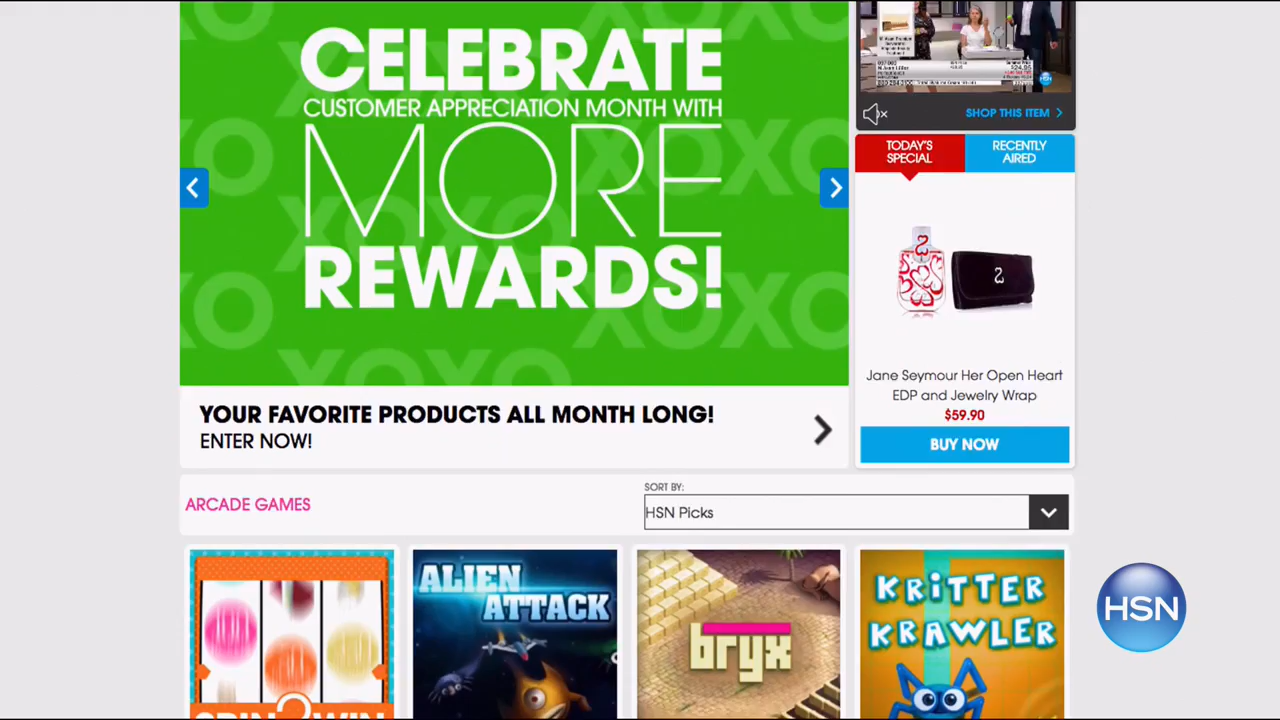 CELEBRATE
CUSTOMER APPRECIATION MONTH WITH
MORE
REWARDS!
YOUR FAVORITE PRODUCTS ALL MONTH LONG!
ENTER NOW!
SHOP THIS ITEM
TODAY'S
SPECIAL
RECENTLY
AIRED
Jane Seymour Her Open Heart
EDP and Jewelry Wrap
$59.90
BUY NOW
ARCADE GAMES
SORT BY:
HSN Picks
SPIN2WIN
ALIEN
ATTACK
bryx
KRiTTER
KRAWLER
HSN